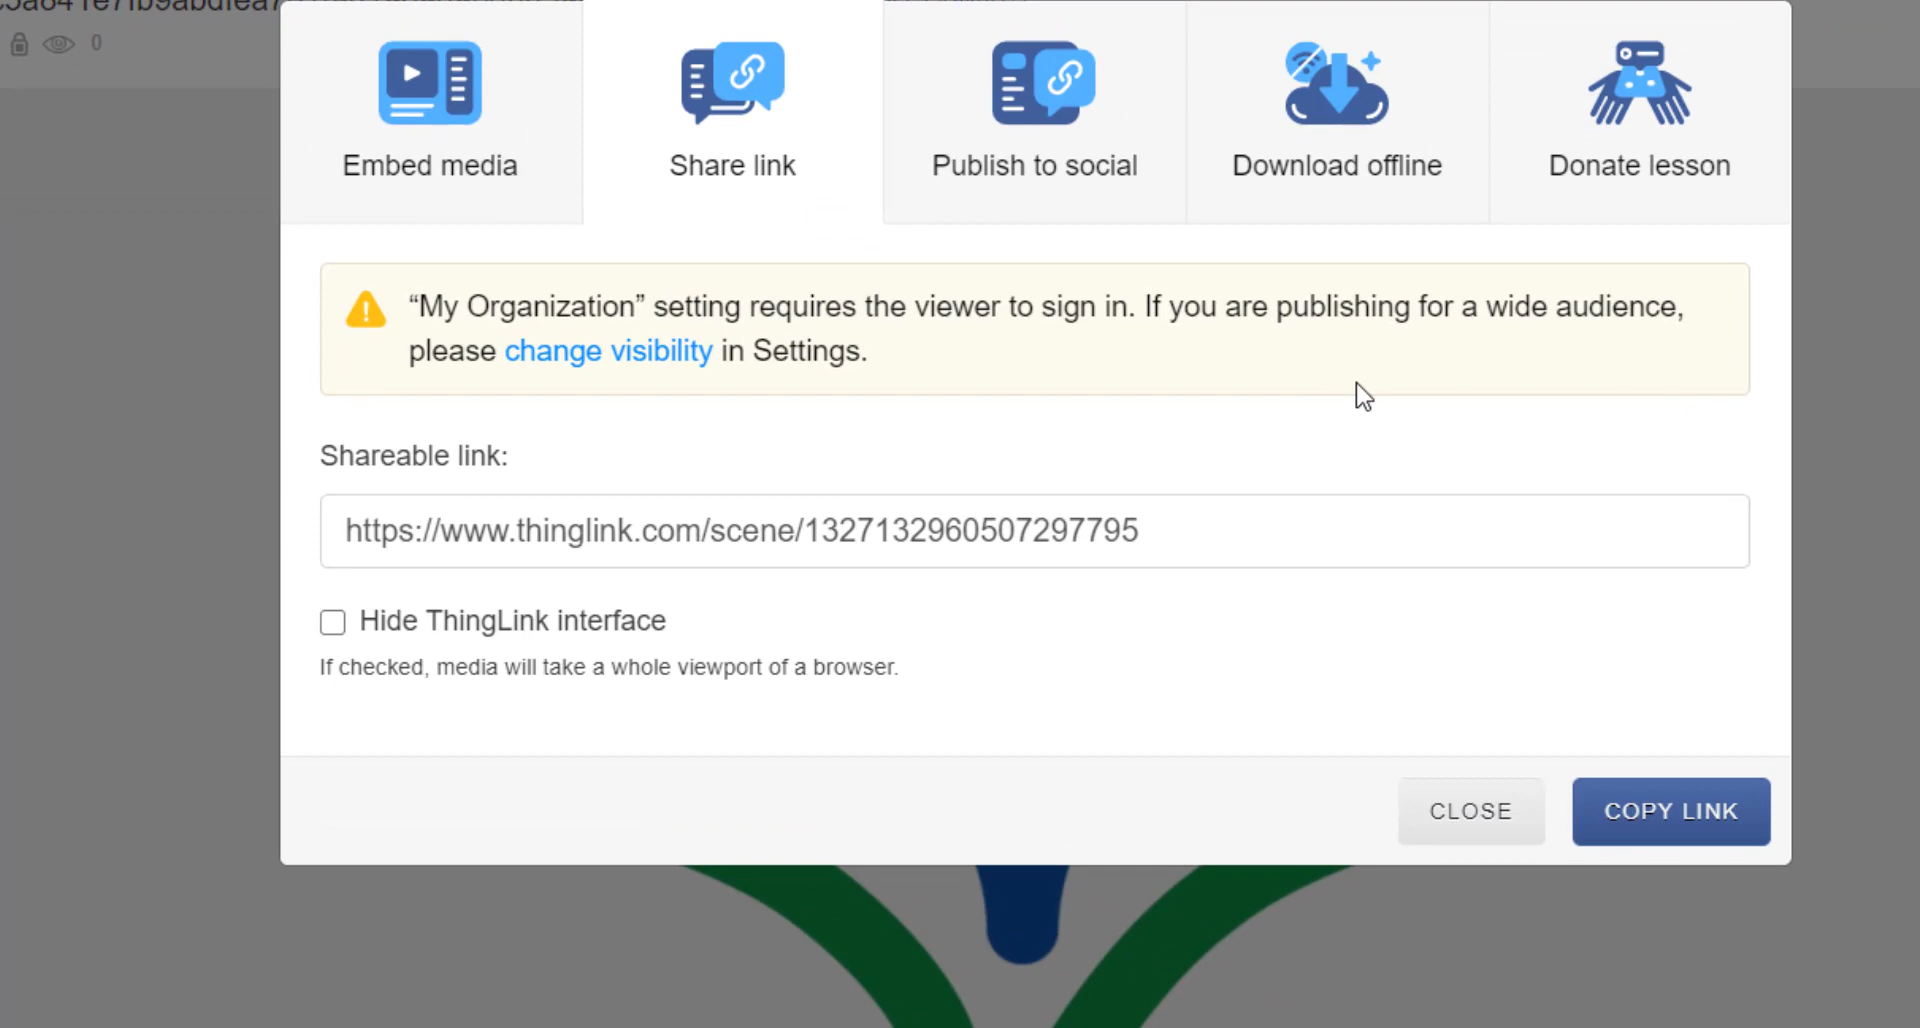 0
Embed media
Share link
Publish to social
Download offline
Donate lesson
“My Organization” setting requires the viewer to sign in. If you are publishing for a wide audience,
please change visibility in Settings.
Shareable link:
https://www.thinglink.com/scene/1327132960507297795
Hide ThingLink interface
If checked, media will take a whole viewport of a browser.
CLOSE
COPY LINK